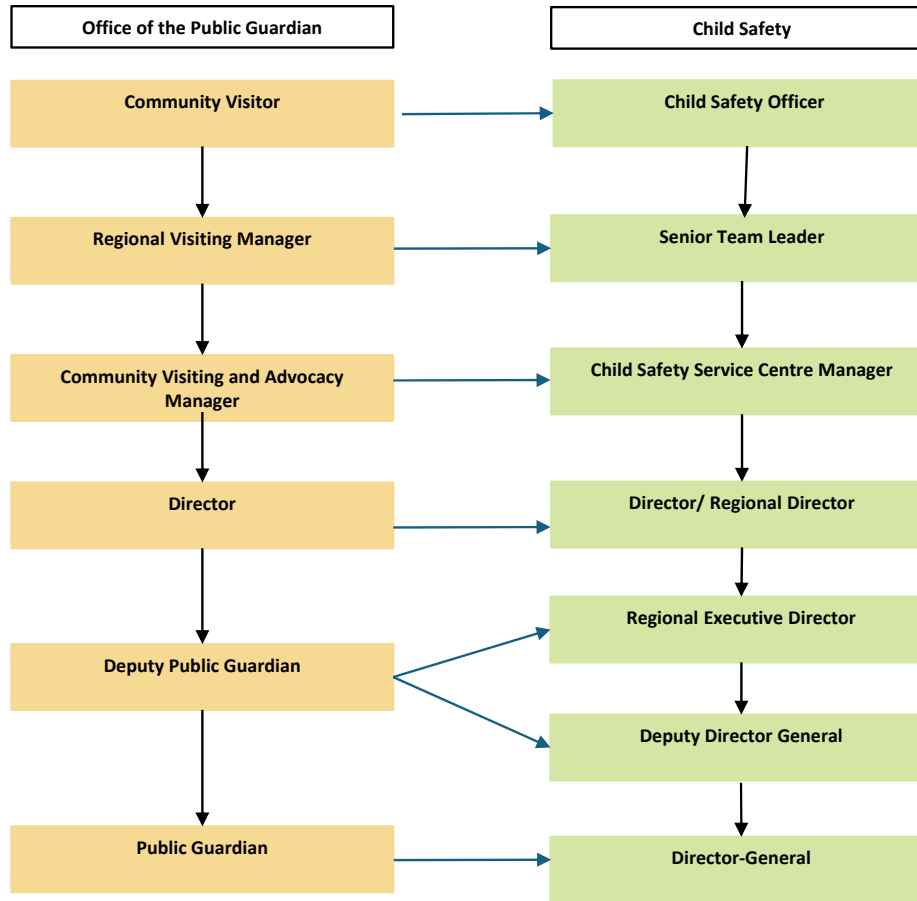 Office of the Public Guardian
Child Safety
Community Visitor
Child Safety Officer
Regional Visiting Manager
Senior Team Leader
Community Visiting and Advocacy
Manager
Child Safety Service Centre Manager
Director
Director/ Regional Director
Regional Executive Director
Deputy Public Guardian
Deputy Director General
Public Guardian
Director-General